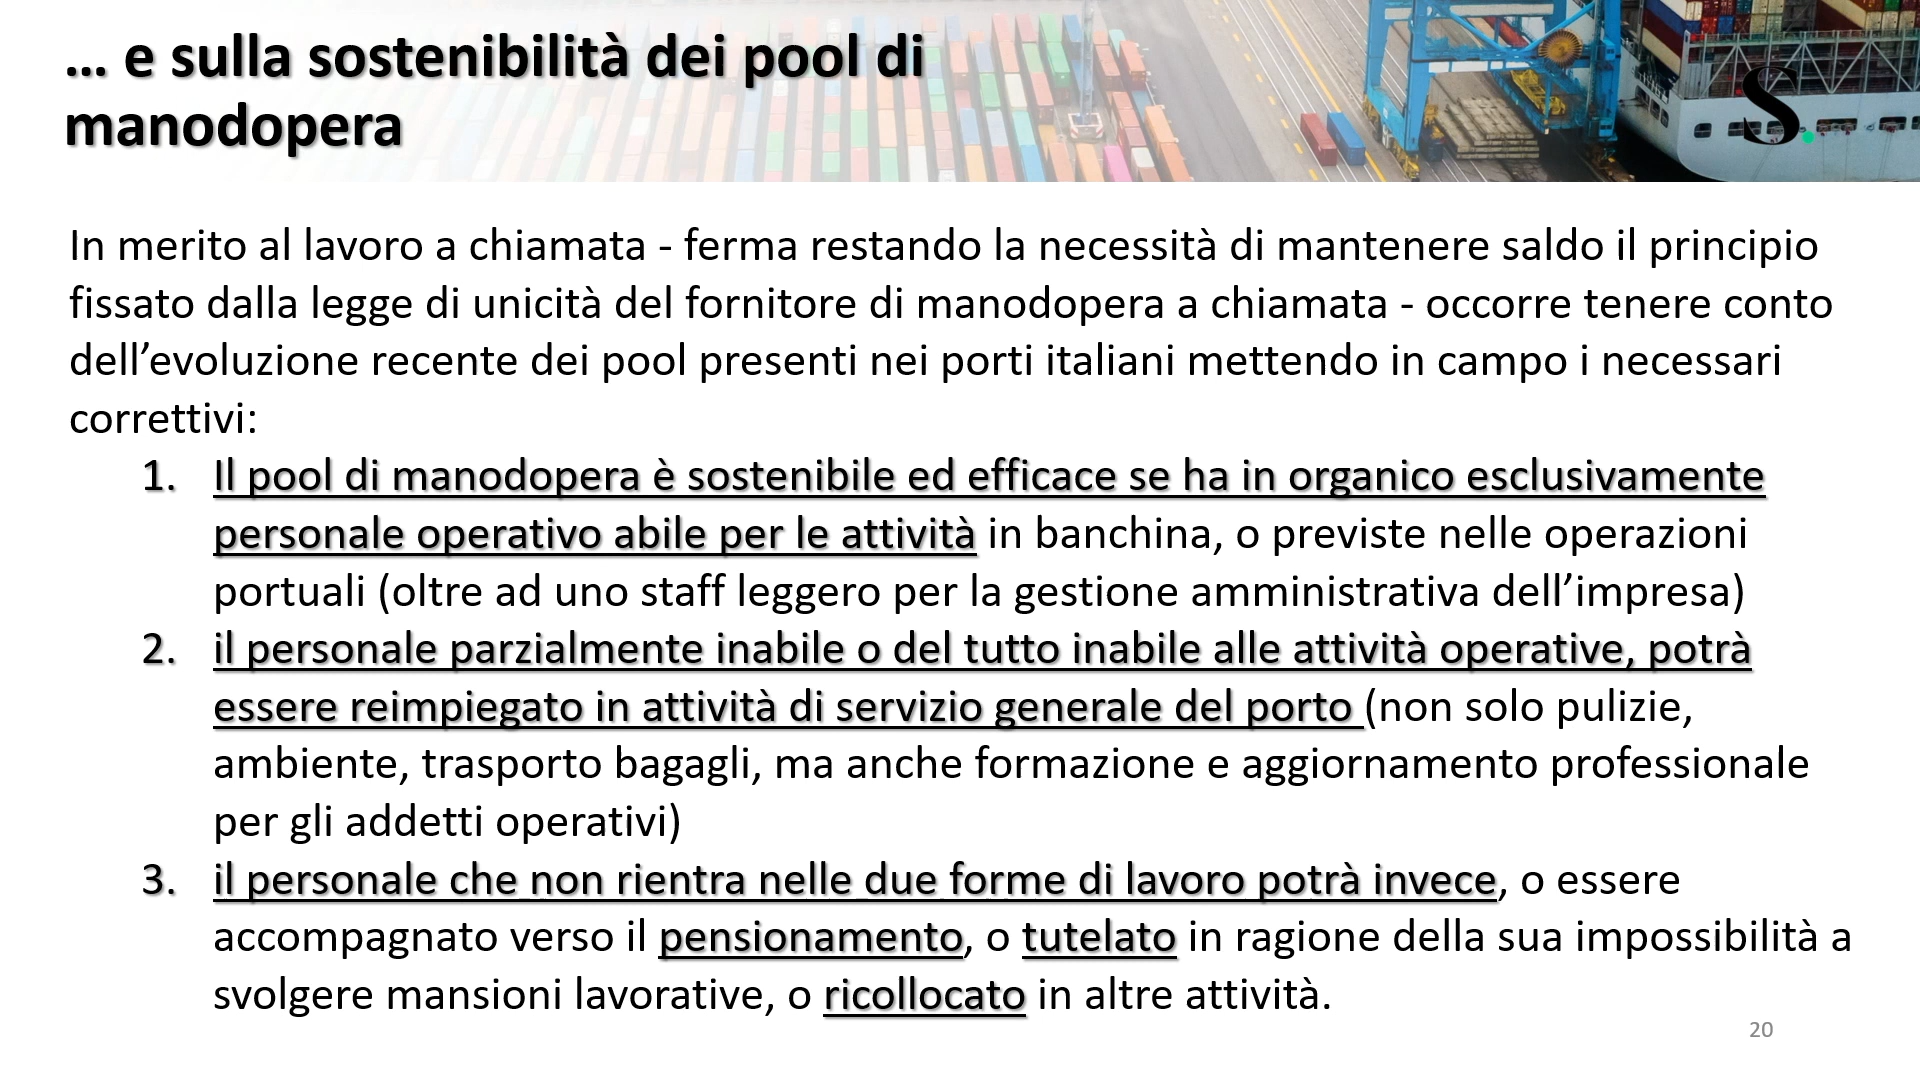 … e sulla sostenibilità dei pool di
manodopera
S.
In merito al lavoro a chiamata - ferma restando la necessità di mantenere saldo il principio
fissato dalla legge di unicità del fornitore di manodopera a chiamata - occorre tenere conto
dell’evoluzione recente dei pool presenti nei porti italiani mettendo in campo i necessari
correttivi:
1. Il pool di manodopera è sostenibile ed efficace se ha in organico esclusivamente
personale operativo abile per le attività in banchina, o previste nelle operazioni
portuali (oltre ad uno staff leggero per la gestione amministrativa dell’impresa)
2. il personale parzialmente inabile o del tutto inabile alle attività operative, potrà
essere reimpiegato in attività di servizio generale del porto (non solo pulizie,
ambiente, trasporto bagagli, ma anche formazione e aggiornamento professionale
per gli addetti operativi)
3. il personale che non rientra nelle due forme di lavoro potrà invece, o essere
accompagnato verso il pensionamento, o tutelato in ragione della sua impossibilità a
svolgere mansioni lavorative, o ricollocato in altre attività.
20